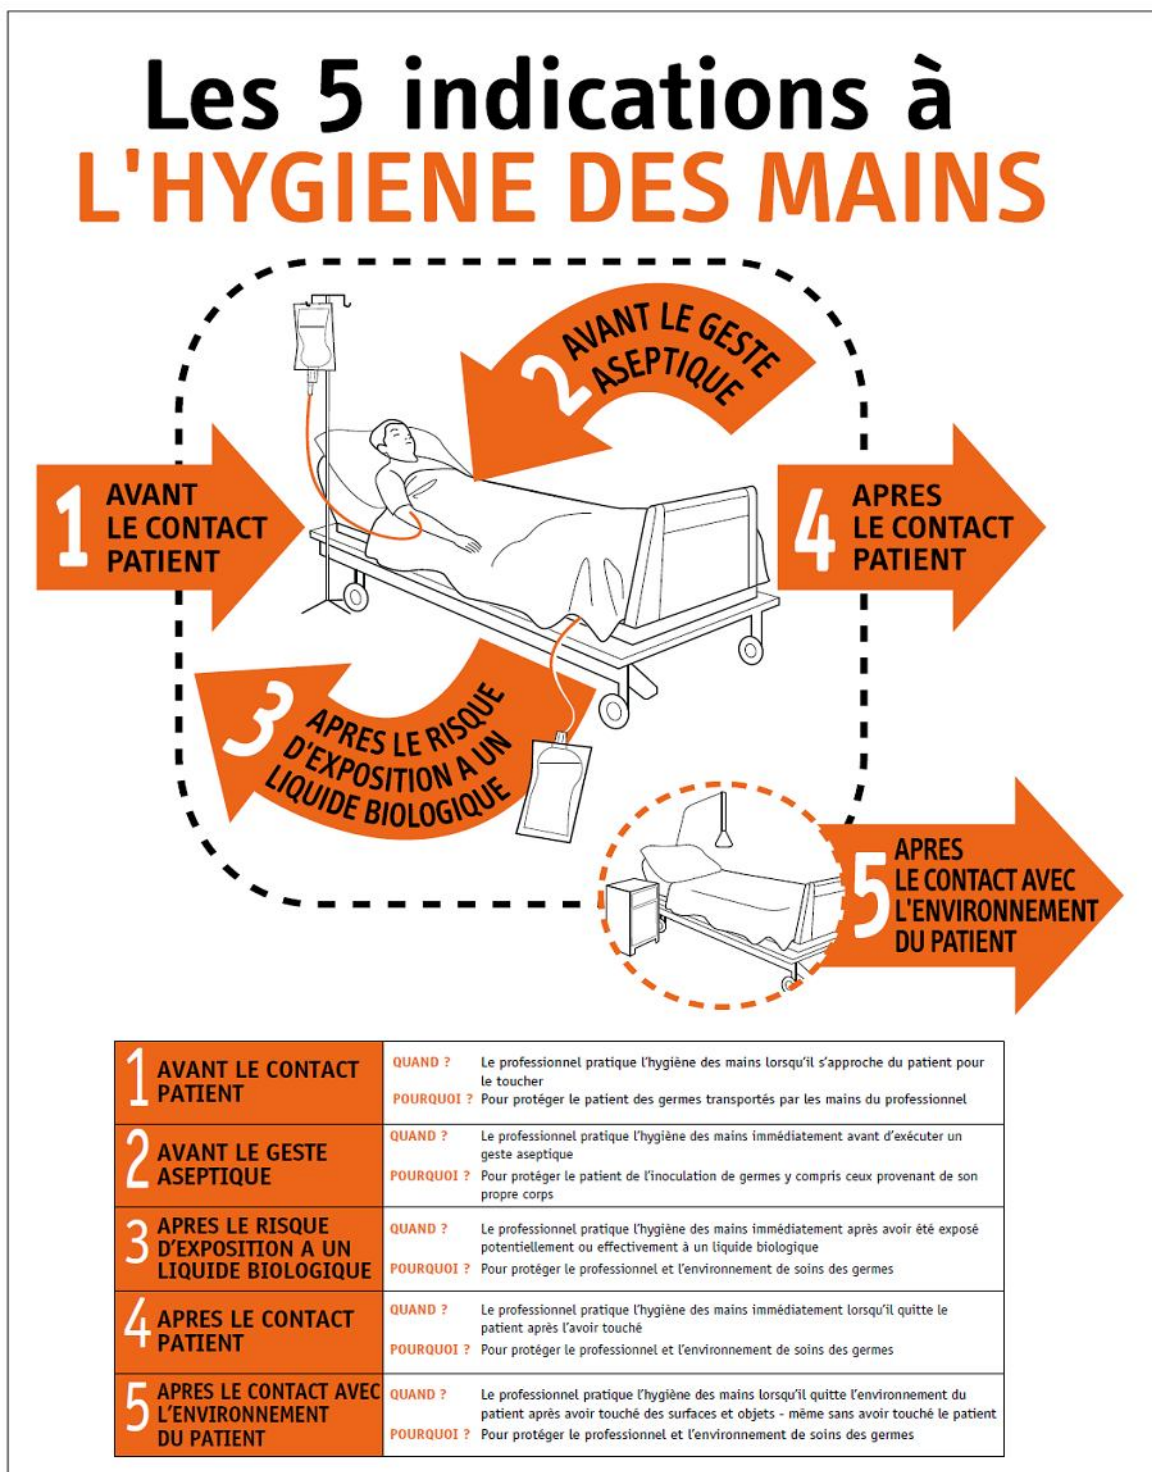 Les 5 indications à
L'HYGIENE DES MAINS
2 AVANT LE GESTE
ASEPTIQUE
1 AVANT
LE CONTACT
PATIENT
4 APRES
LE CONTACT
PATIENT
3 APRES LE RISQUE
D'EXPOSITION A UN
LIQUIDE BIOLOGIQUE
5 APRES
LE CONTACT AVEC
L'ENVIRONNEMENT
DU PATIENT
1 AVANT LE CONTACT
PATIENT
QUAND ? Le professionnel pratique l'hygiène des mains lorsqu'il s'approche du patient pour
le toucher
POURQUOI ? Pour protéger le patient des germes transportés par les mains du professionnel
2 AVANT LE GESTE
ASEPTIQUE
QUAND ? Le professionnel pratique l'hygiène des mains immédiatement avant d'exécuter un
geste aseptique
POURQUOI ? Pour protéger le patient de l'inoculation de germes y compris ceux provenant de son
propre corps
3 APRES LE RISQUE
D'EXPOSITION A UN
LIQUIDE BIOLOGIQUE
QUAND ? Le professionnel pratique l'hygiène des mains immédiatement après avoir été exposé
potentiellement ou effectivement à un liquide biologique
POURQUOI ? Pour protéger le professionnel et l'environnement de soins des germes
4 APRES LE CONTACT
PATIENT
QUAND ? Le professionnel pratique l'hygiène des mains immédiatement lorsqu'il quitte le
patient après l'avoir touché
POURQUOI ? Pour protéger le professionnel et l'environnement de soins des germes
5 APRES LE CONTACT AVEC
L'ENVIRONNEMENT
DU PATIENT
QUAND ? Le professionnel pratique l'hygiène des mains lorsqu'il quitte l'environnement du
patient après avoir touché des surfaces et objets - même sans avoir touché le patient
POURQUOI ? Pour protéger le professionnel et l'environnement de soins des germes